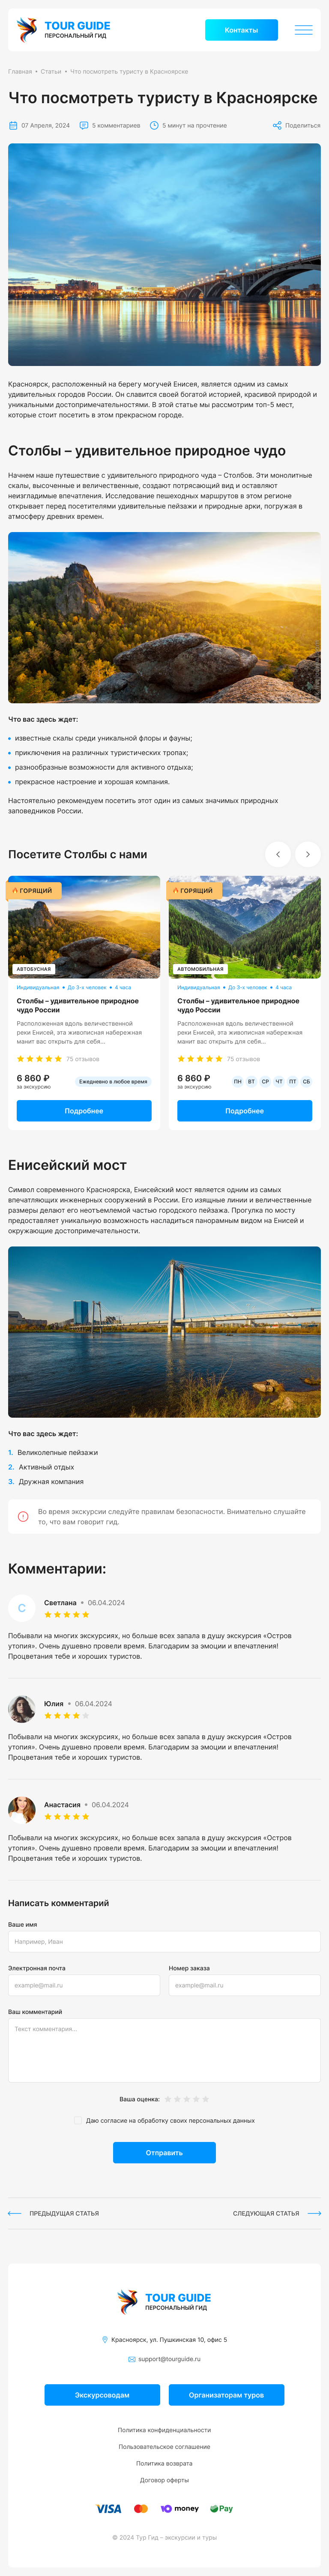 TOUR GUIDE
ПЕРСОНАЛЬНЫЙ ГИД
Контакты
Главная • Статьи • Что посмотреть туристу в Красноярске
Что посмотреть туристу в Красноярске
07 Апреля, 2024
5 комментариев
5 минут на прочтение
Поделиться
Красноярск, расположенный на берегу могучей Енисея, является одним из самых
удивительных городов России. Он славится своей богатой историей, красивой природой и
уникальными достопримечательностями. В этой статье мы рассмотрим топ-5 мест,
которые стоит посетить в этом прекрасном городе.
Столбы – удивительное природное чудо
Начнем наше путешествие с удивительного природного чуда – Столбов. Эти монолитные
скалы, высоченные и величественные, создают потрясающий вид и оставляют
неизгладимые впечатления. Исследование пешеходных маршрутов в этом регионе
открывает перед посетителями удивительные пейзажи и природные арки, погружая в
атмосферу древних времен.
Что вас здесь ждет:
известные скалы среди уникальной флоры и фауны;
приключения на различных туристических тропах;
разнообразные возможности для активного отдыха;
прекрасное настроение и хорошая компания.
Настоятельно рекомендуем посетить этот один из самых значимых природных
заповедников России.
Посетите Столбы с нами
ГОРЯЩИЙ
АВТОБУСНАЯ
Индивидуальная • До 3-х человек • 4 часа
Столбы – удивительное природное
чудо России
Расположенная вдоль величественной
реки Енисей, эта живописная набережная
манит вас открыть для себя...
75 отзывов
6 860 ₽
за экскурсию
Ежедневно в любое время
Подробнее
ГОРЯЩИЙ
АВТОМОБИЛЬНАЯ
Индивидуальная • До 3-х человек • 4 часа
Столбы – удивительное природное
чудо России
Расположенная вдоль величественной
реки Енисей, эта живописная набережная
манит вас открыть для себя...
75 отзывов
6 860 ₽
за экскурсию
ПН ВТ СР ЧТ ПТ СБ
Подробнее
Енисейский мост
Символ современного Красноярска, Енисейский мост является одним из самых
впечатляющих инженерных сооружений в России. Его изящные линии и величественные
размеры делают его неотъемлемой частью городского пейзажа. Прогулка по мосту
предоставляет уникальную возможность насладиться панорамным видом на Енисей и
окружающие достопримечательности.
Что вас здесь ждет:
1. Великолепные пейзажи
2. Активный отдых
3. Дружная компания
Во время экскурсии следуйте правилам безопасности. Внимательно слушайте
то, что вам говорит гид.
Комментарии:
С
Светлана • 06.04.2024
Побывали на многих экскурсиях, но больше всех запала в душу экскурсия «Остров
утопия». Очень душевно провели время. Благодарим за эмоции и впечатления!
Процветания тебе и хороших туристов.
Юлия • 06.04.2024
Побывали на многих экскурсиях, но больше всех запала в душу экскурсия «Остров
утопия». Очень душевно провели время. Благодарим за эмоции и впечатления!
Процветания тебе и хороших туристов.
Анастасия • 06.04.2024
Побывали на многих экскурсиях, но больше всех запала в душу экскурсия «Остров
утопия». Очень душевно провели время. Благодарим за эмоции и впечатления!
Процветания тебе и хороших туристов.
Написать комментарий
Ваше имя
Например, Иван
Электронная почта
example@mail.ru
Номер заказа
example@mail.ru
Ваш комментарий
Текст комментария...
Ваша оценка:
Даю согласие на обработку своих персональных данных
Отправить
ПРЕДЫДУЩАЯ СТАТЬЯ
СЛЕДУЮЩАЯ СТАТЬЯ
TOUR GUIDE
ПЕРСОНАЛЬНЫЙ ГИД
Красноярск, ул. Пушкинская 10, офис 5
support@tourguide.ru
Экскурсоводам
Организаторам туров
Политика конфиденциальности
Пользовательское соглашение
Политика возврата
Договор оферты
VISA
money
Pay
© 2024 Тур Гид - экскурсии и туры